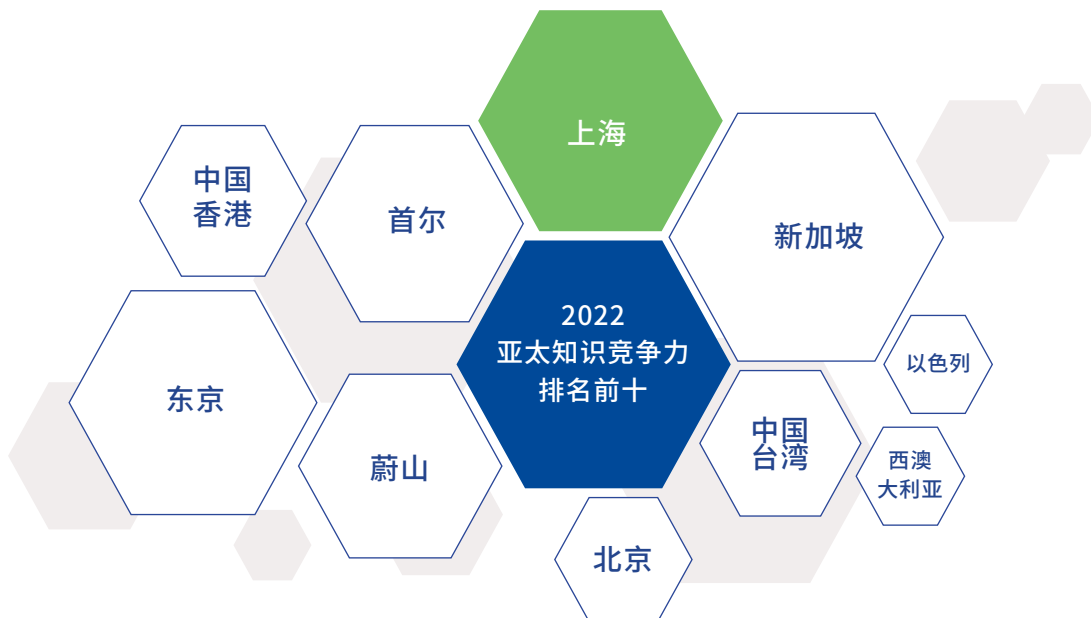 上海
中国
香港
首尔
新加坡
2022
亚太知识竞争力
排名前十
以色列
东京
蔚山
中国
台湾
西澳
大利亚
北京